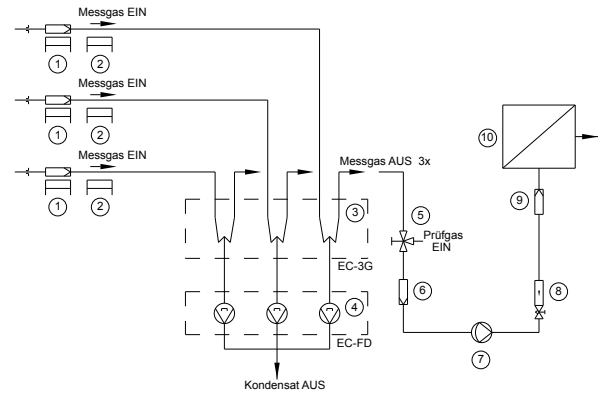 Messgas EIN
1
2
Messgas EIN
1
2
10
Messgas EIN
Messgas AUS 3x
1
2
9
3
5
Prüfgas
EIN
EC-3G
6
8
4
EC-FD
7
Kondensat AUS